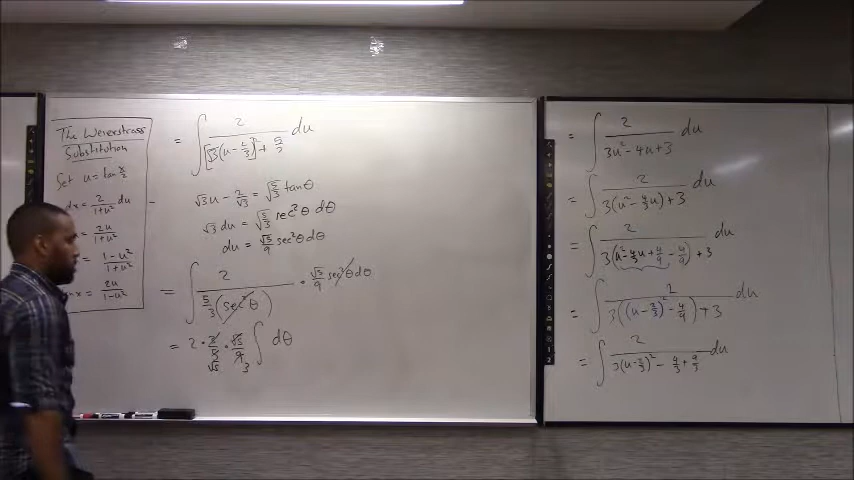 The Weierstrass
Substitution
Set u = tan x/2
dx = 2/(1+u²) du
= 2u/(1+u²)
= (1-u²)/(1+u²)
= 2u/(1-u²)
= ∫ 2/([√3(u - 2/3)]² + 5/3) du
√3 u - 2/√3 = √(5/3) tanθ
√3 du = √(5/3) sec²θ dθ
du = √5/9 sec²θ dθ
= ∫ 2/(5/3 (sec²θ)) · √5/9 sec²θ dθ
= 2 · 3/5 · √5/9 ∫ dθ
√5 3
= ∫ 2/(3u² - 4u + 3) du
= ∫ 2/(3(u² - 4/3 u) + 3) du
= ∫ 2/(3(u² - 4/3 u + 4/9 - 4/9) + 3) du
= ∫ 2/(3((u - 2/3)² - 4/9) + 3) du
= ∫ 2/(3(u - 2/3)² - 4/3 + 9/3) du